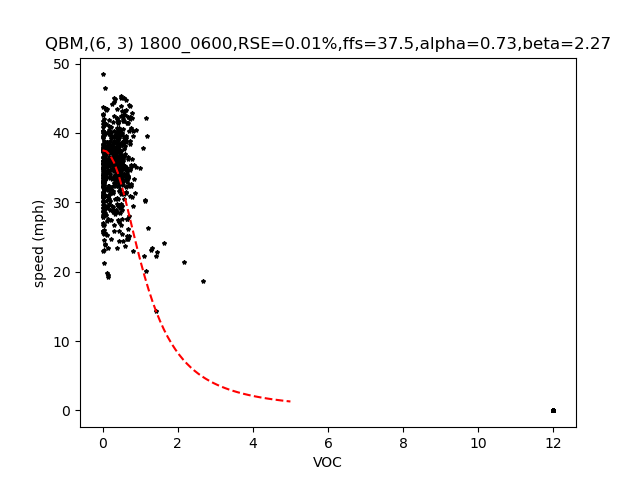 QBM,(6, 3) 1800_0600,RSE=0.01%,ffs=37.5,alpha=0.73,beta=2.27
50
40
30
20
10
0
speed (mph)
0 2 4 6 8 10 12
VOC